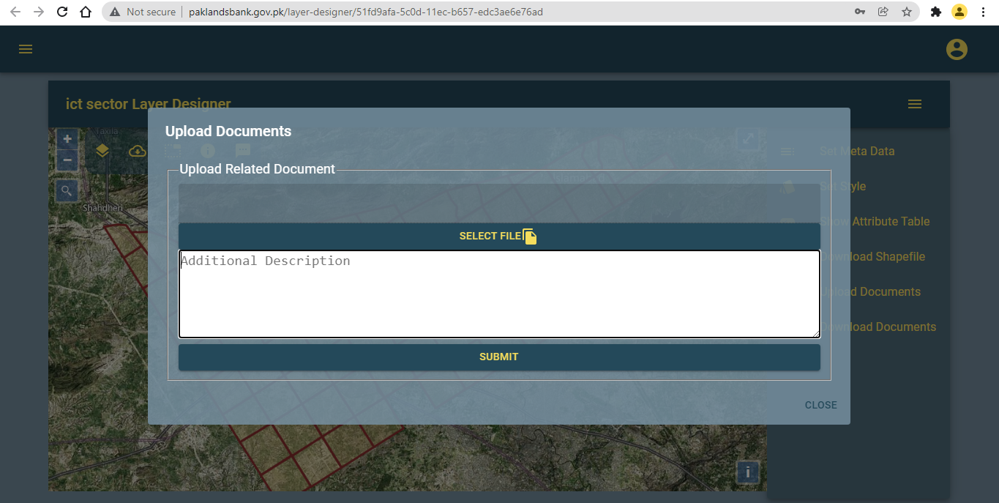 Not secure
paklandsbank.gov.pk/layer-designer/51fd9afa-5c0d-11ec-b657-edc3ae6e76ad
ict sector Layer Designer
Upload Documents
Taxila
+
−
Shahdheri
Upload Related Document
SELECT FILE
Additional Description
SUBMIT
CLOSE
Set Meta Data
Set Style
Show Attribute Table
Download Shapefile
Upload Documents
Download Documents
i